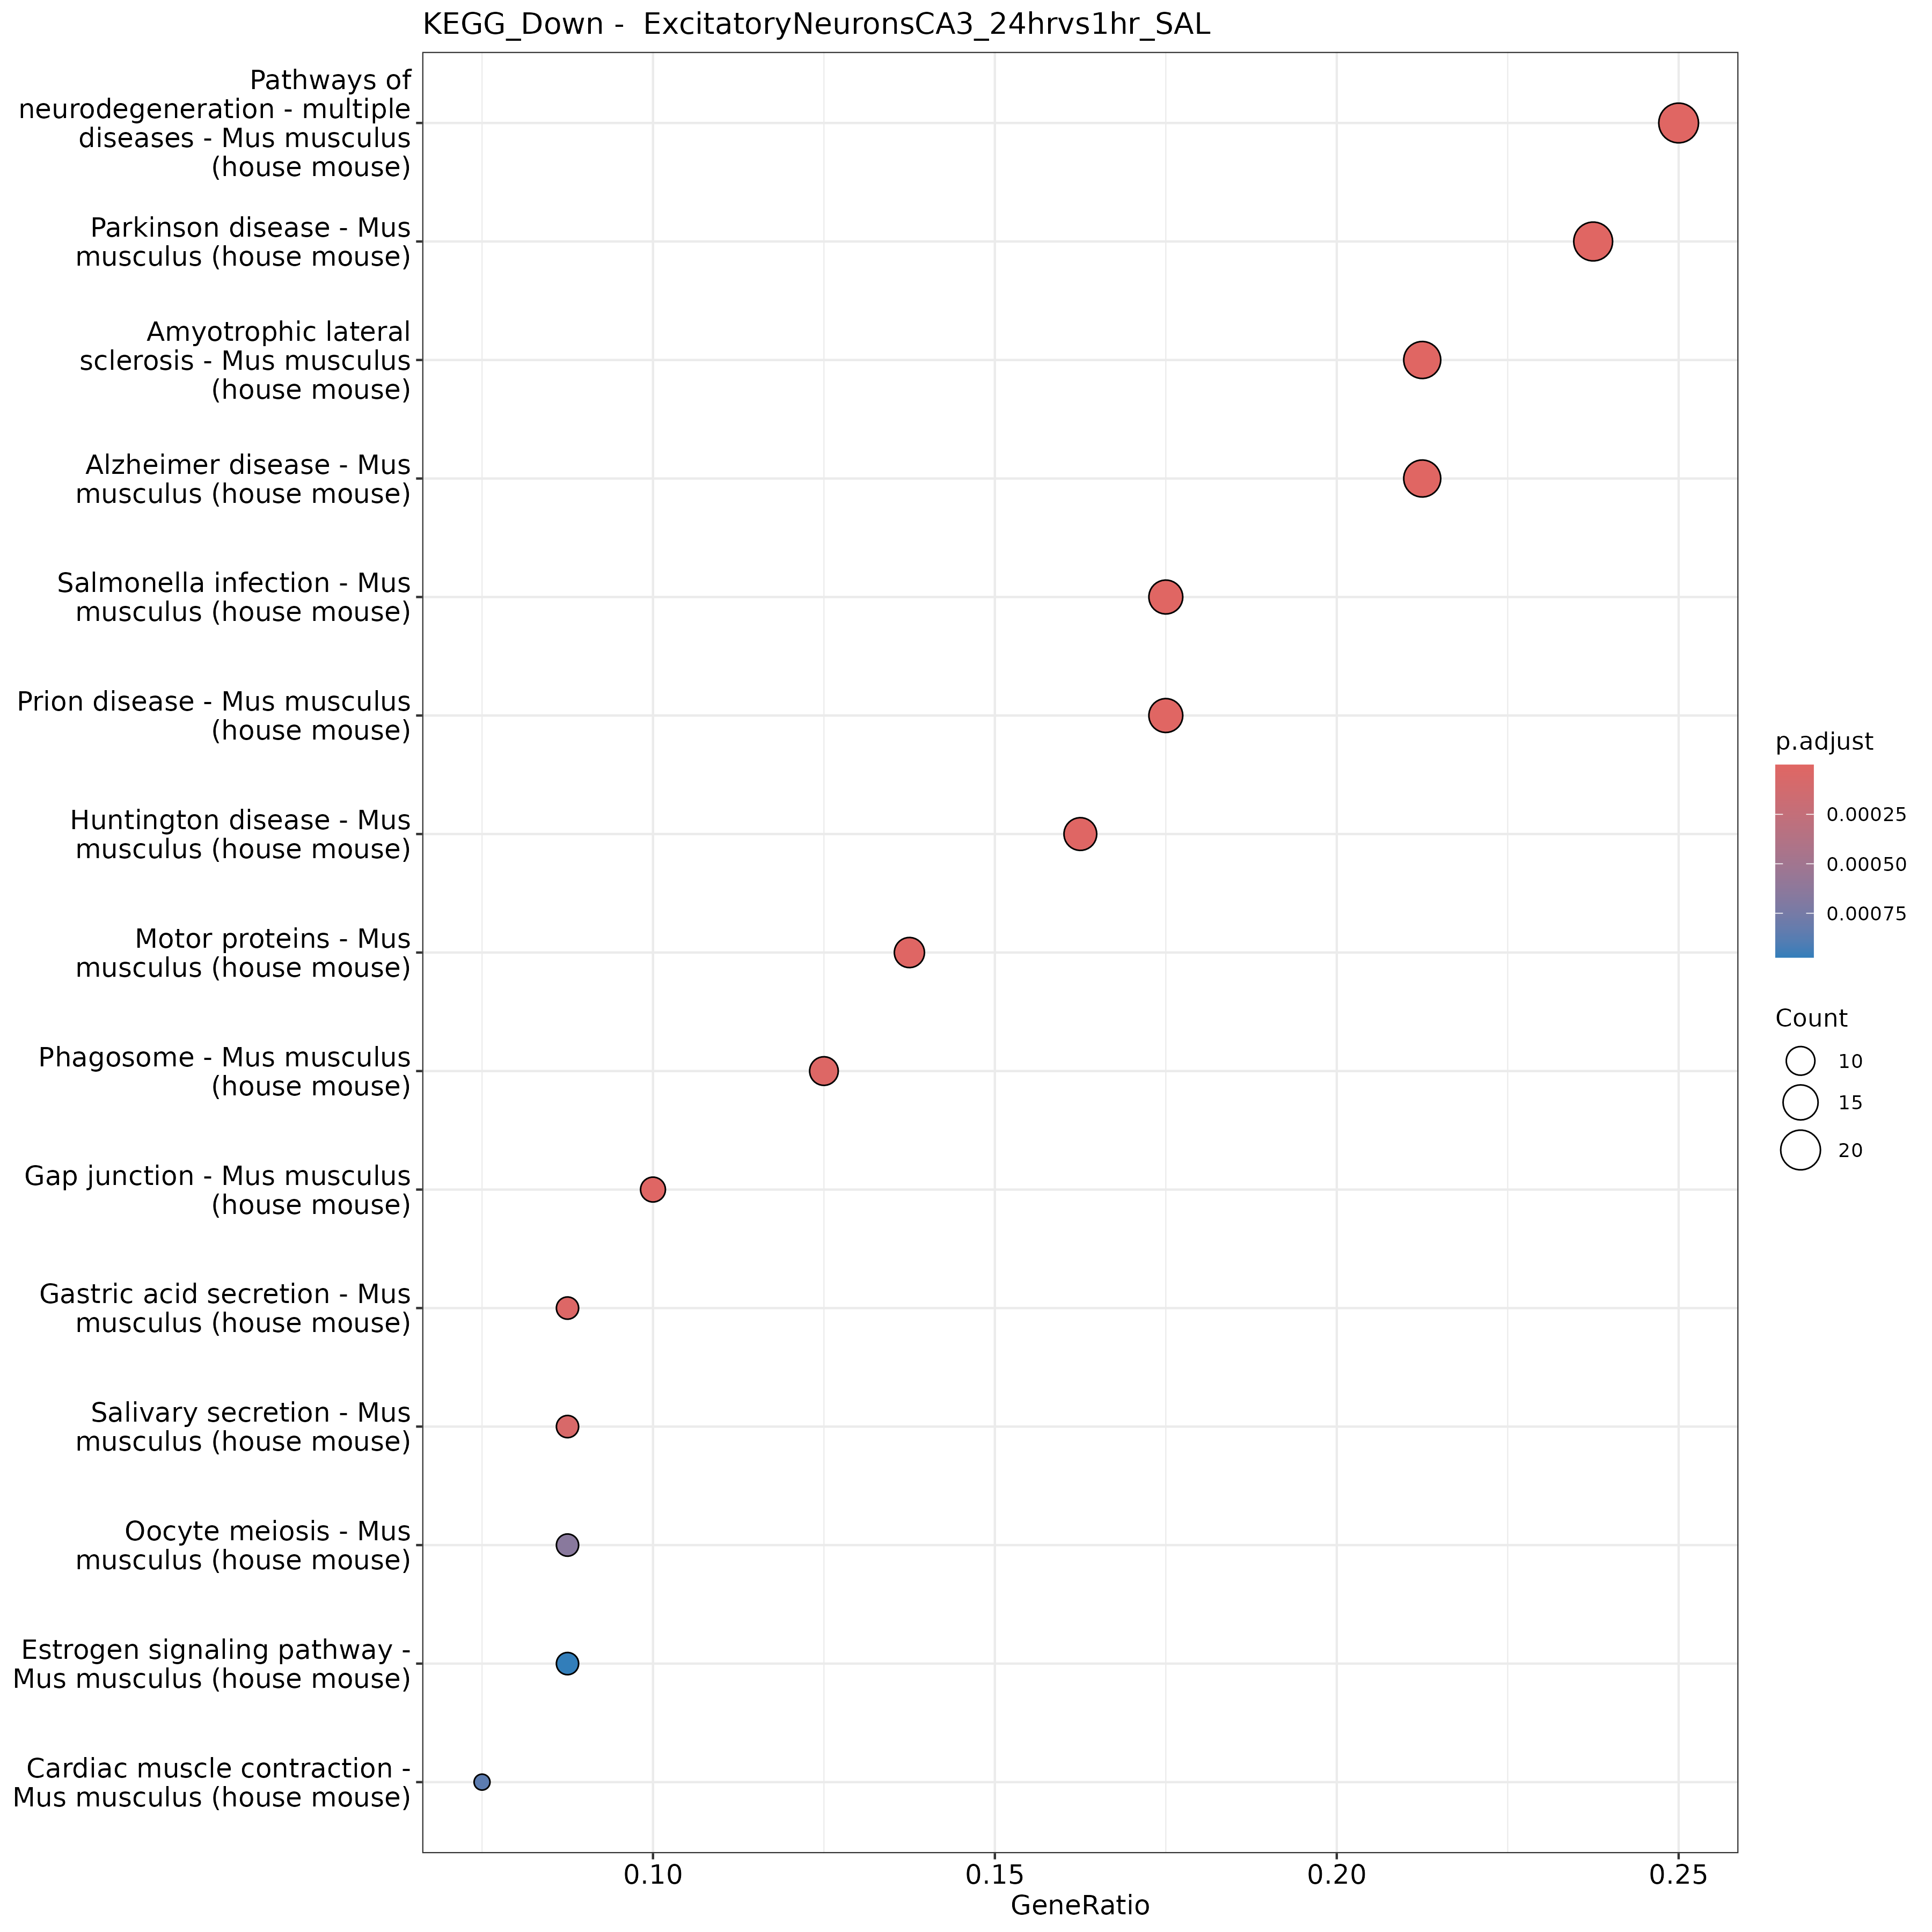 KEGG_Down -  ExcitatoryNeuronsCA3_24hrvs1hr_SAL
Pathways of
neurodegeneration - multiple
diseases - Mus musculus
(house mouse)
Parkinson disease - Mus
musculus (house mouse)
Amyotrophic lateral
sclerosis - Mus musculus
(house mouse)
Alzheimer disease - Mus
musculus (house mouse)
Salmonella infection - Mus
musculus (house mouse)
Prion disease - Mus musculus
(house mouse)
Huntington disease - Mus
musculus (house mouse)
Motor proteins - Mus
musculus (house mouse)
Phagosome - Mus musculus
(house mouse)
Gap junction - Mus musculus
(house mouse)
Gastric acid secretion - Mus
musculus (house mouse)
Salivary secretion - Mus
musculus (house mouse)
Oocyte meiosis - Mus
musculus (house mouse)
Estrogen signaling pathway -
Mus musculus (house mouse)
Cardiac muscle contraction -
Mus musculus (house mouse)
0.10
0.15
0.20
0.25
GeneRatio
p.adjust
0.00025
0.00050
0.00075
Count
10
15
20